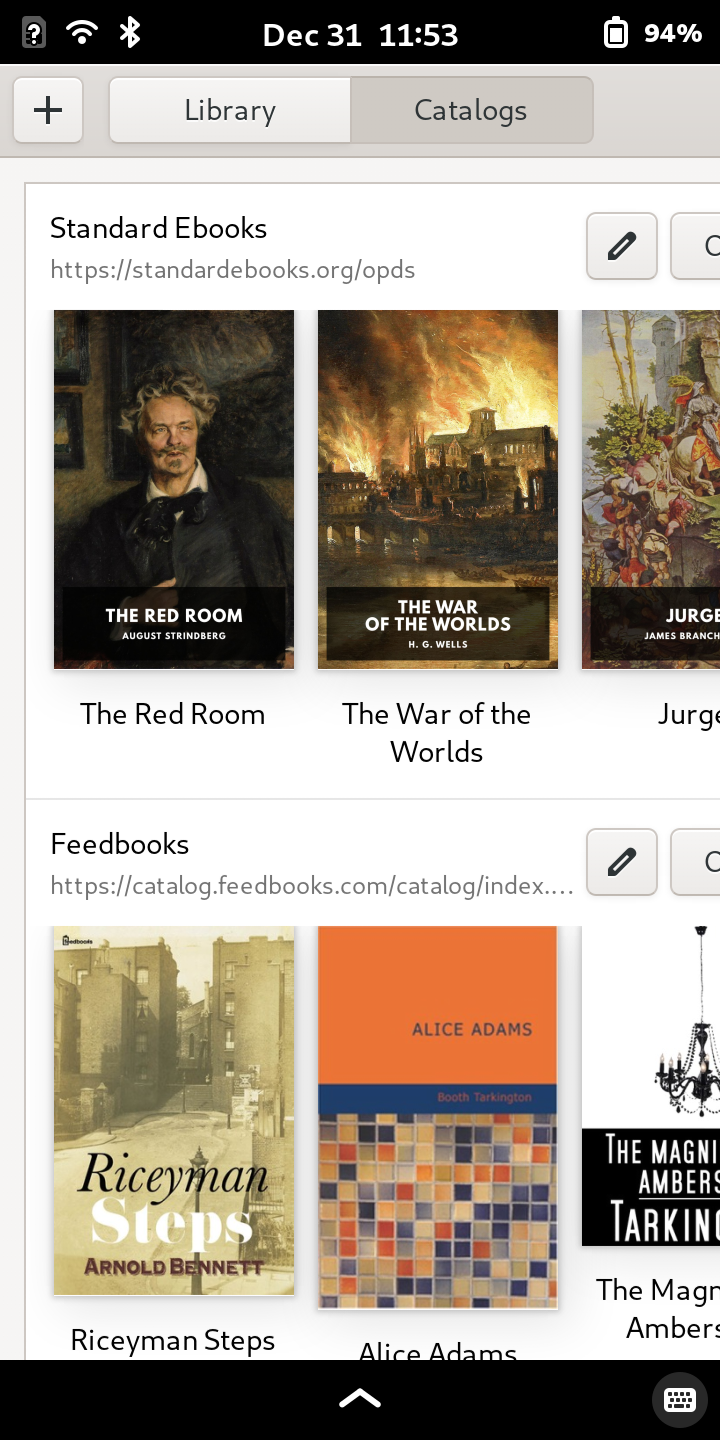 Dec 31 11:53
94%
Library
Catalogs
Standard Ebooks
https://standardebooks.org/opds
THE RED ROOM
AUGUST STRINDBERG
THE WAR
OF THE WORLDS
H. G. WELLS
JURGE
JAMES BRANCH
The Red Room
The War of the
Worlds
Jurge
Feedbooks
https://catalog.feedbooks.com/catalog/index.…
feedbooks
Riceyman
Steps
ARNOLD BENNETT
ALICE ADAMS
Booth Tarkington
THE MAGNI
AMBERS
TARKING
Riceyman Steps
Alice Adams
The Magn
Ambers